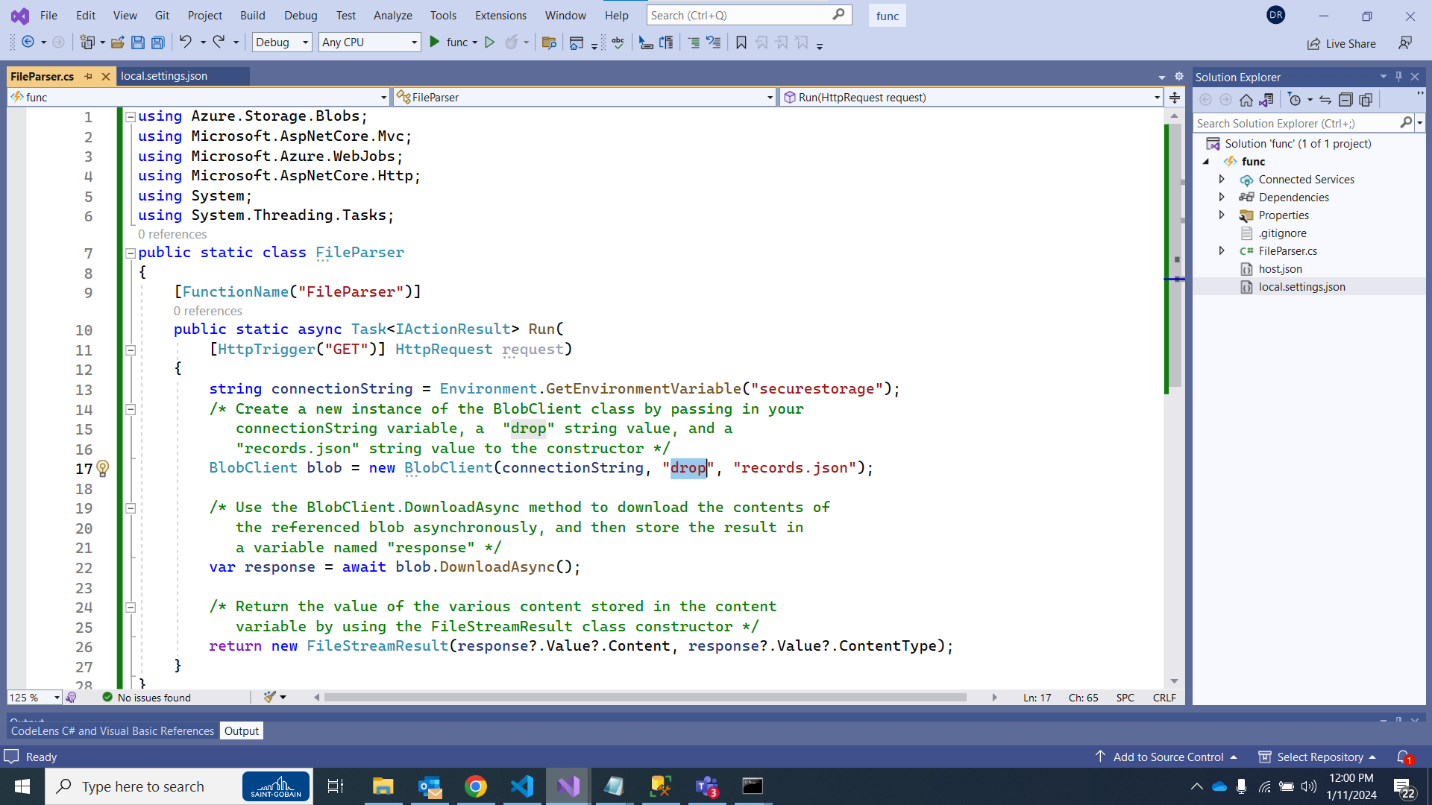 File Edit View Git Project Build Debug Test Analyze Tools Extensions Window Help Search (Ctrl+Q) func DR
Debug Any CPU func Live Share
FileParser.cs local.settings.json
func FileParser Run(HttpRequest request)
1 using Azure.Storage.Blobs;
2 using Microsoft.AspNetCore.Mvc;
3 using Microsoft.Azure.WebJobs;
4 using Microsoft.AspNetCore.Http;
5 using System;
6 using System.Threading.Tasks;
0 references
7 public static class FileParser
8 {
9 [FunctionName("FileParser")]
0 references
10 public static async Task<IActionResult> Run(
11 [HttpTrigger("GET")] HttpRequest request)
12 {
13 string connectionString = Environment.GetEnvironmentVariable("securestorage");
14 /* Create a new instance of the BlobClient class by passing in your
15 connectionString variable, a "drop" string value, and a
16 "records.json" string value to the constructor */
17 BlobClient blob = new BlobClient(connectionString, "drop", "records.json");
18
19 /* Use the BlobClient.DownloadAsync method to download the contents of
20 the referenced blob asynchronously, and then store the result in
21 a variable named "response" */
22 var response = await blob.DownloadAsync();
23
24 /* Return the value of the various content stored in the content
25 variable by using the FileStreamResult class constructor */
26 return new FileStreamResult(response?.Value?.Content, response?.Value?.ContentType);
27 }
28 }
125 % No issues found Ln: 17 Ch: 65 SPC CRLF
Solution Explorer
Search Solution Explorer (Ctrl+;)
Solution 'func' (1 of 1 project)
func
Connected Services
Dependencies
Properties
.gitignore
C# FileParser.cs
host.json
local.settings.json
Output
CodeLens C# and Visual Basic References Output
Ready Add to Source Control Select Repository 1
Type here to search SAINT-GOBAIN 3 12:00 PM
1/11/2024 22